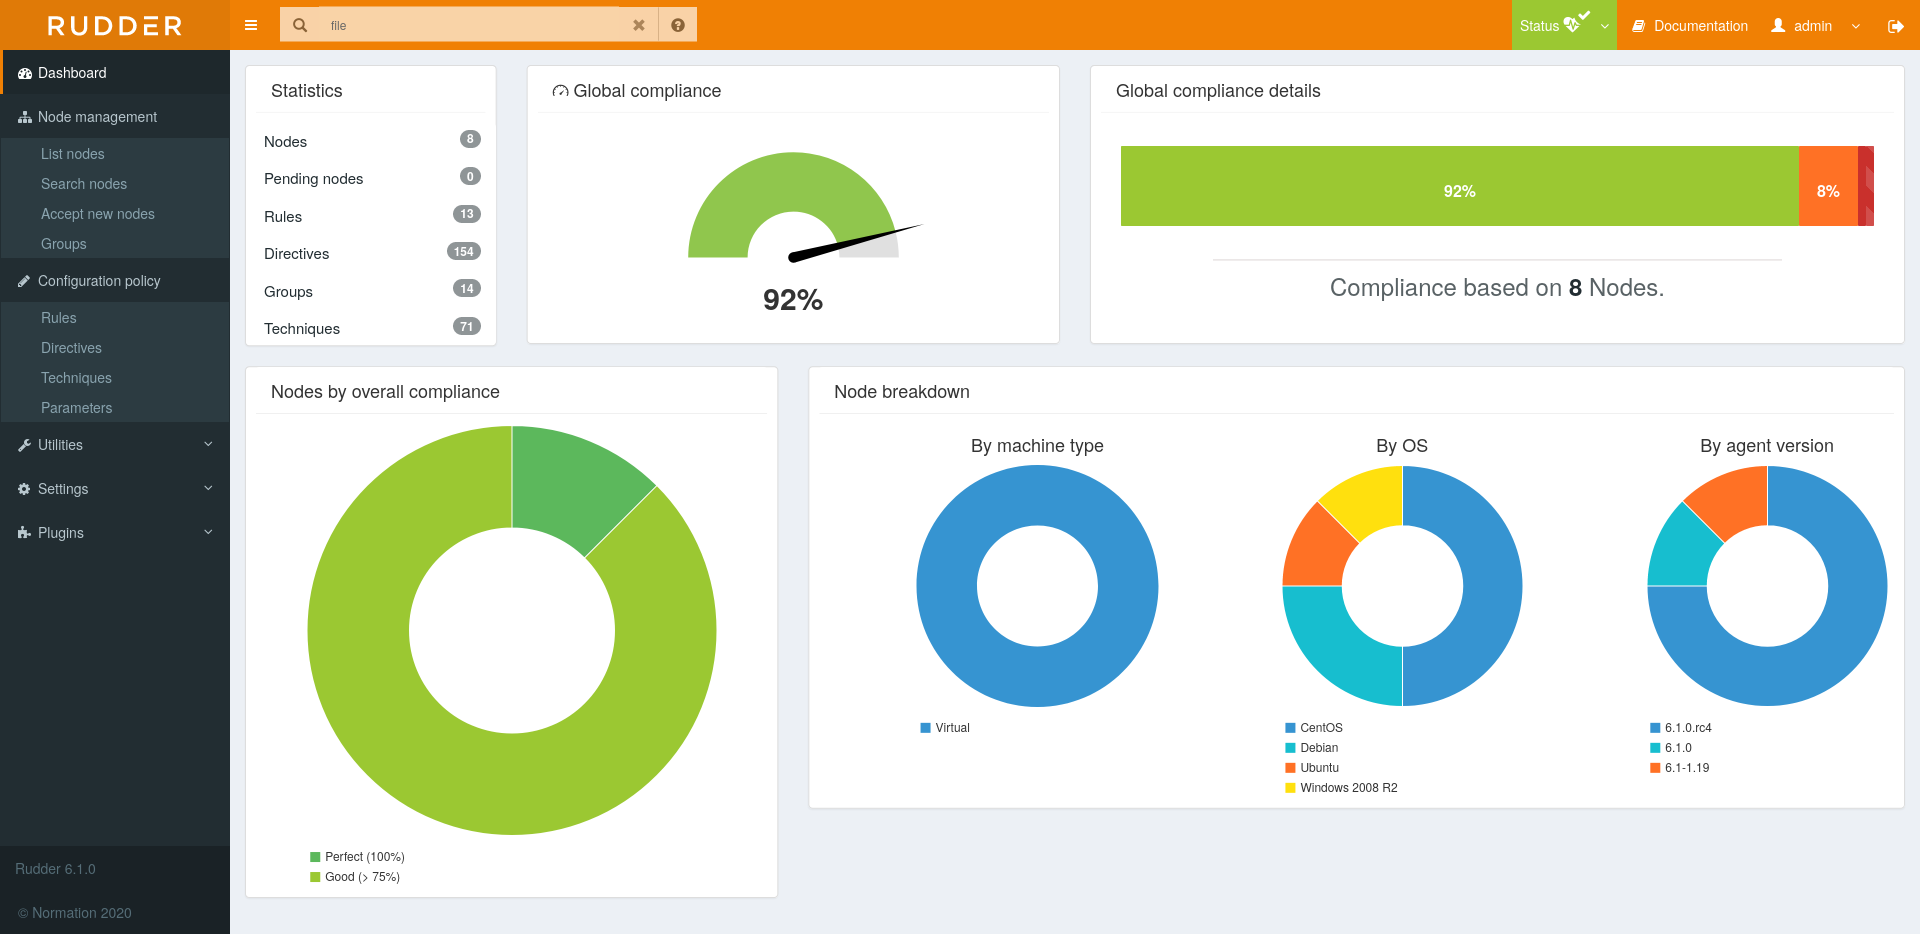 RUDDER
file
Status
Documentation
admin
Dashboard
Node management
List nodes
Search nodes
Accept new nodes
Groups
Configuration policy
Rules
Directives
Techniques
Parameters
Utilities
Settings
Plugins
Rudder 6.1.0
© Normation 2020
Statistics
Nodes 8
Pending nodes 0
Rules 13
Directives 154
Groups 14
Techniques 71
Global compliance
92%
Global compliance details
92% 8%
Compliance based on 8 Nodes.
Nodes by overall compliance
Perfect (100%)
Good (> 75%)
Node breakdown
By machine type
Virtual
By OS
CentOS
Debian
Ubuntu
Windows 2008 R2
By agent version
6.1.0.rc4
6.1.0
6.1-1.19